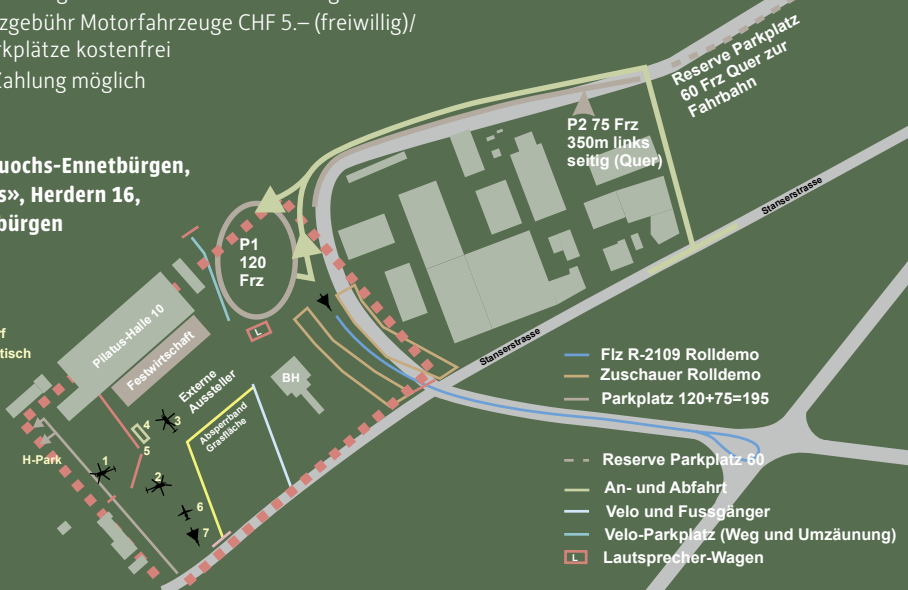 zgebühr Motorfahrzeuge CHF 5.– (freiwillig)/
rkplätze kostenfrei
Zahlung möglich
uochs-Ennetbürgen,
s», Herdern 16,
bürgen
f
tisch
Reserve Parkplatz
60 Frz Quer zur
Fahrbahn
P2 75 Frz
350m links
seitig (Quer)
Stanserstrasse
P1
120
Frz
L
Pilatus-Halle 10
Festwirtschaft
Externe
Aussteller
Absperrband
Grasfläche
BH
Stanserstrasse
H-Park
1
2
3
4
5
6
7
Flz R-2109 Rolldemo
Zuschauer Rolldemo
Parkplatz 120+75=195
Reserve Parkplatz 60
An- und Abfahrt
Velo und Fussgänger
Velo-Parkplatz (Weg und Umzäunung)
L Lautsprecher-Wagen